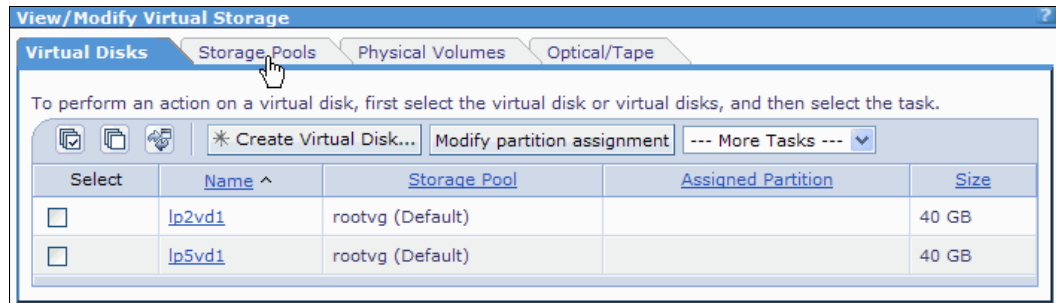 View/Modify Virtual Storage ?
Virtual Disks Storage Pools Physical Volumes Optical/Tape
To perform an action on a virtual disk, first select the virtual disk or virtual disks, and then select the task.
Create Virtual Disk... Modify partition assignment --- More Tasks ---
Select Name ^ Storage Pool Assigned Partition Size
lp2vd1 rootvg (Default) 40 GB
lp5vd1 rootvg (Default) 40 GB